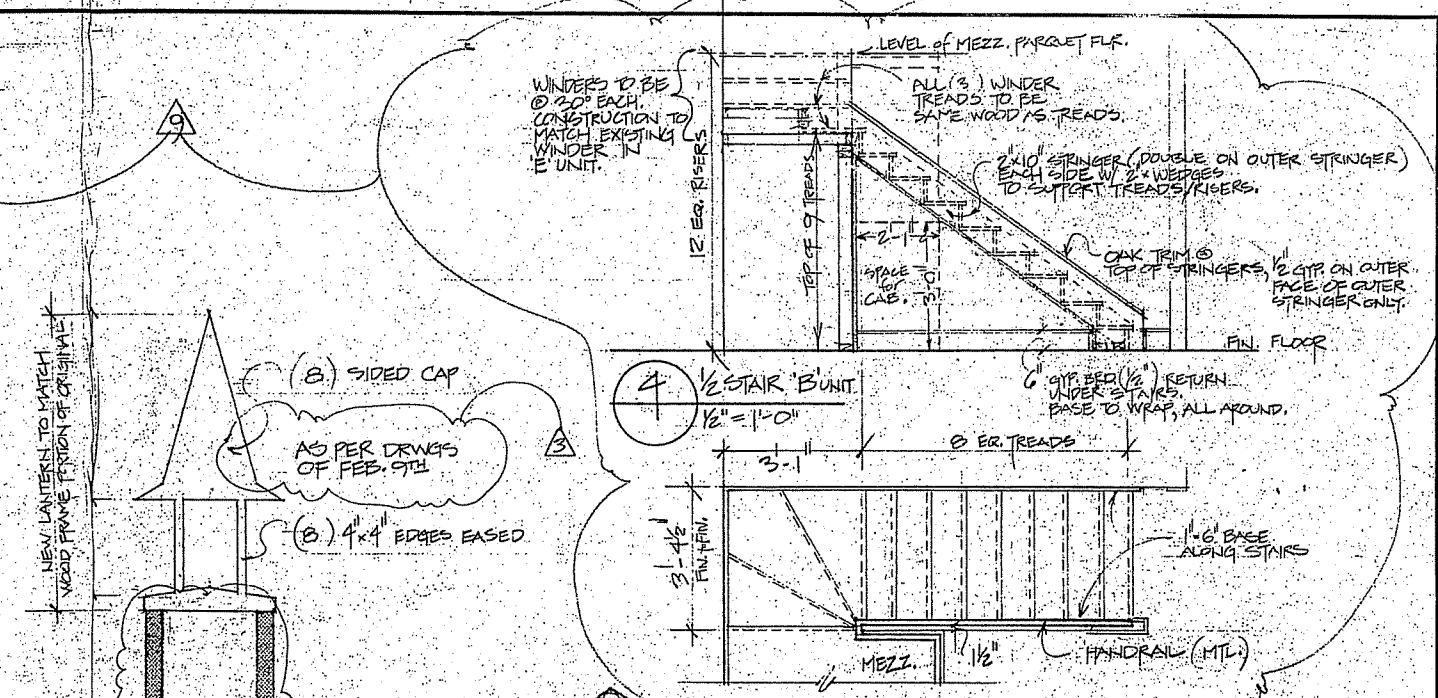 LEVEL of MEZZ. PARQUET FLR.
WINDERS TO BE
@ 30° EACH.
CONSTRUCTION TO
MATCH EXISTING
WINDER IN
'E' UNIT.
ALL (3) WINDER
TREADS TO BE
SAME WOOD AS TREADS.
9
12 EQ. RISERS
TOP OF 9 TREADS
2"x10" STRINGER (DOUBLE ON OUTER STRINGER)
EACH SIDE W/ 2"x WEDGES
TO SUPPORT TREADS/RISERS.
2'-1"
SPACE
for
CAB.
3'-0"
OAK TRIM @
TOP OF STRINGERS, 1/2 GYP. ON OUTER
FACE OF OUTER
STRINGER ONLY.
FIN. FLOOR
NEW LANTERN TO MATCH
WOOD FRAME PORTION OF ORIGINAL
(8) SIDED CAP
AS PER DRWGS
OF FEB. 9TH
3
(8) 4"x4" EDGES EASED
4
1/2 STAIR 'B' UNIT
1/2" = 1'-0"
6"
GYP. BRD. (1/2") RETURN
UNDER STAIRS.
BASE TO WRAP, ALL AROUND.
3'-1"
8 EQ. TREADS
3'-4 1/2"
FIN. FIN.
1"-6" BASE
ALONG STAIRS
MEZZ.
1 1/2"
HANDRAIL (MTL.)